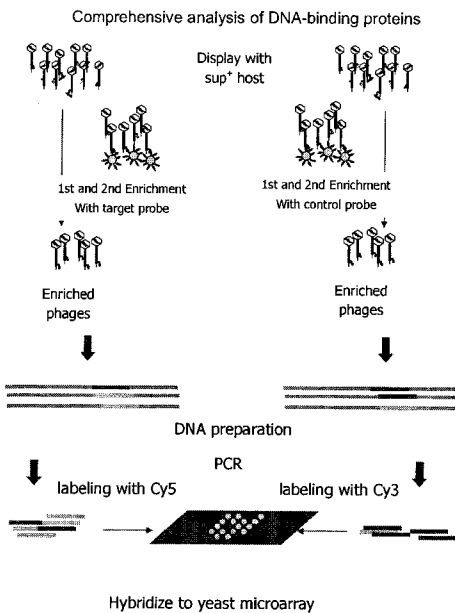 Comprehensive analysis of DNA-binding proteins
Display with
sup+ host
1st and 2nd Enrichment
With target probe
1st and 2nd Enrichment
With control probe
Enriched
phages
Enriched
phages
DNA preparation
PCR
labeling with Cy5
labeling with Cy3
Hybridize to yeast microarray